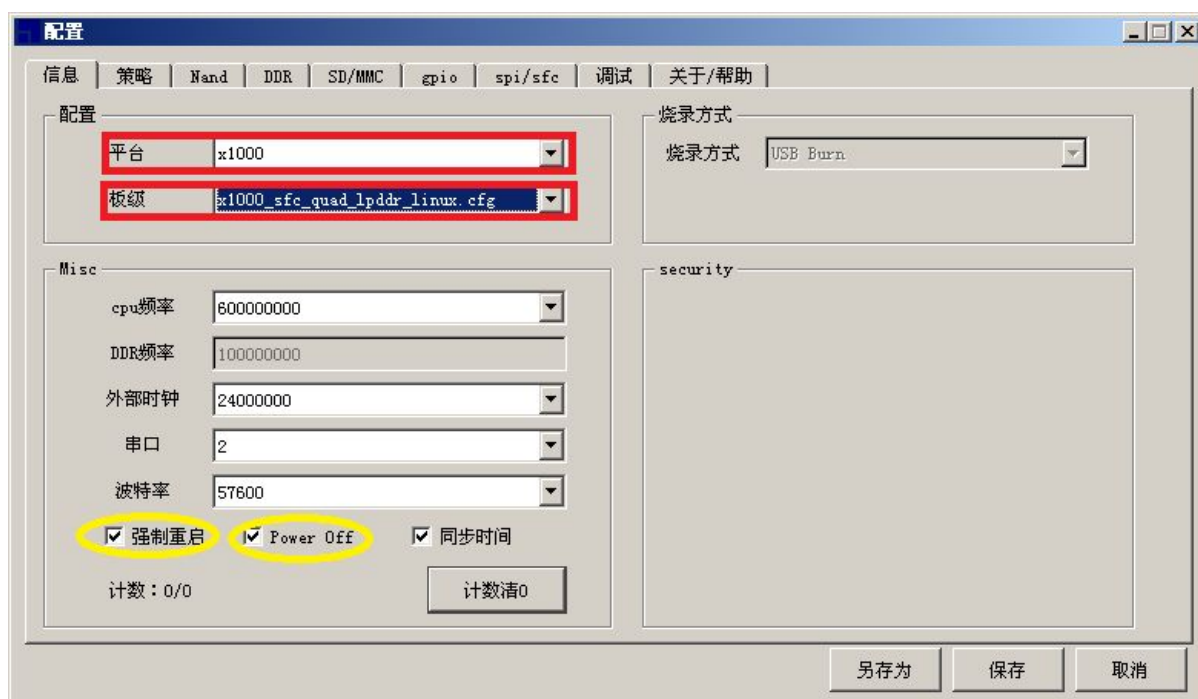 配置
信息 策略 Nand DDR SD/MMC gpio spi/sfc 调试 关于/帮助
配置
平台 x1000
板级 x1000_sfc_quad_lpddr_linux.cfg
烧录方式
烧录方式 USB Burn
Misc
cpu频率 600000000
DDR频率 100000000
外部时钟 24000000
串口 2
波特率 57600
强制重启 Power Off 同步时间
计数：0/0 计数清0
security
另存为 保存 取消